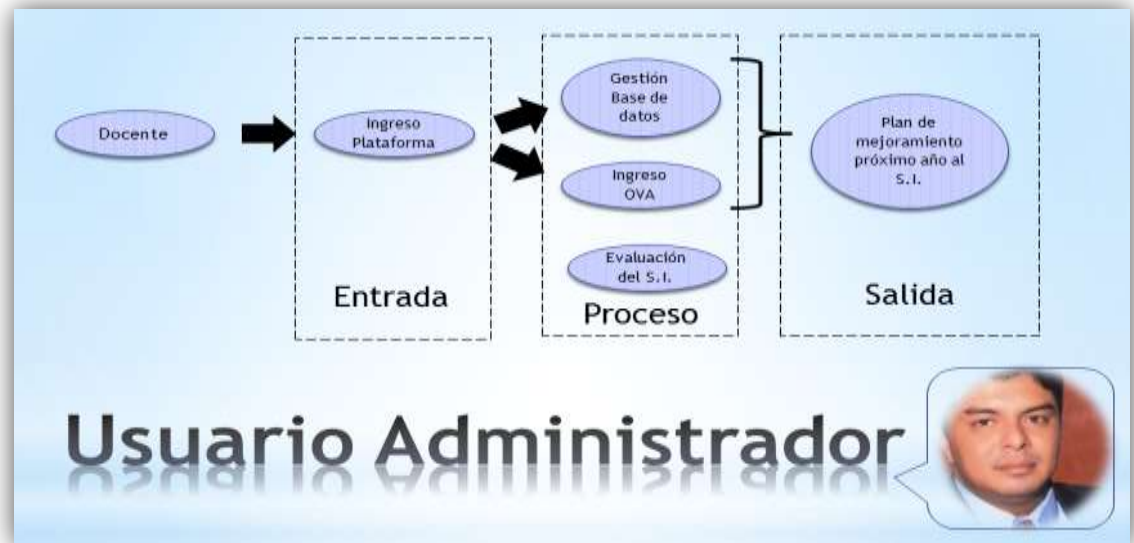 Docente
Ingreso
Plataforma
Entrada
Gestión
Base de
datos
Ingreso
OVA
Evaluación
del S.I.
Proceso
Plan de
mejoramiento
próximo año al
S.I.
Salida
Usuario Administrador